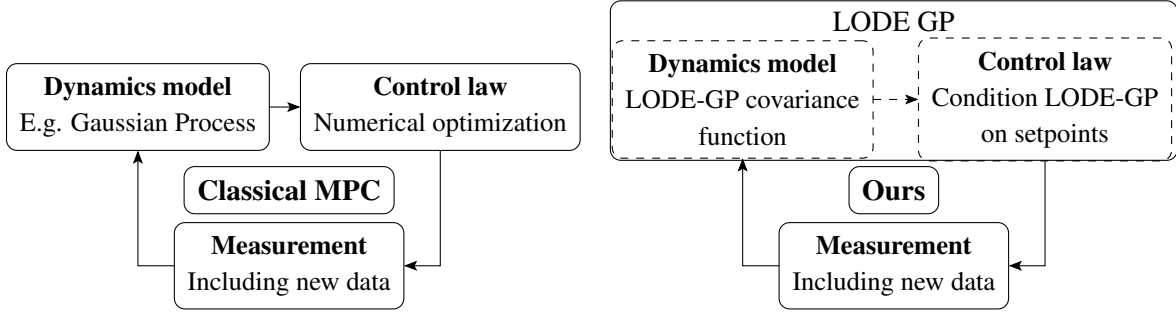 Dynamics model
E.g. Gaussian Process
Control law
Numerical optimization
Classical MPC
Measurement
Including new data
LODE GP
Dynamics model
LODE-GP covariance
function
Control law
Condition LODE-GP
on setpoints
Ours
Measurement
Including new data